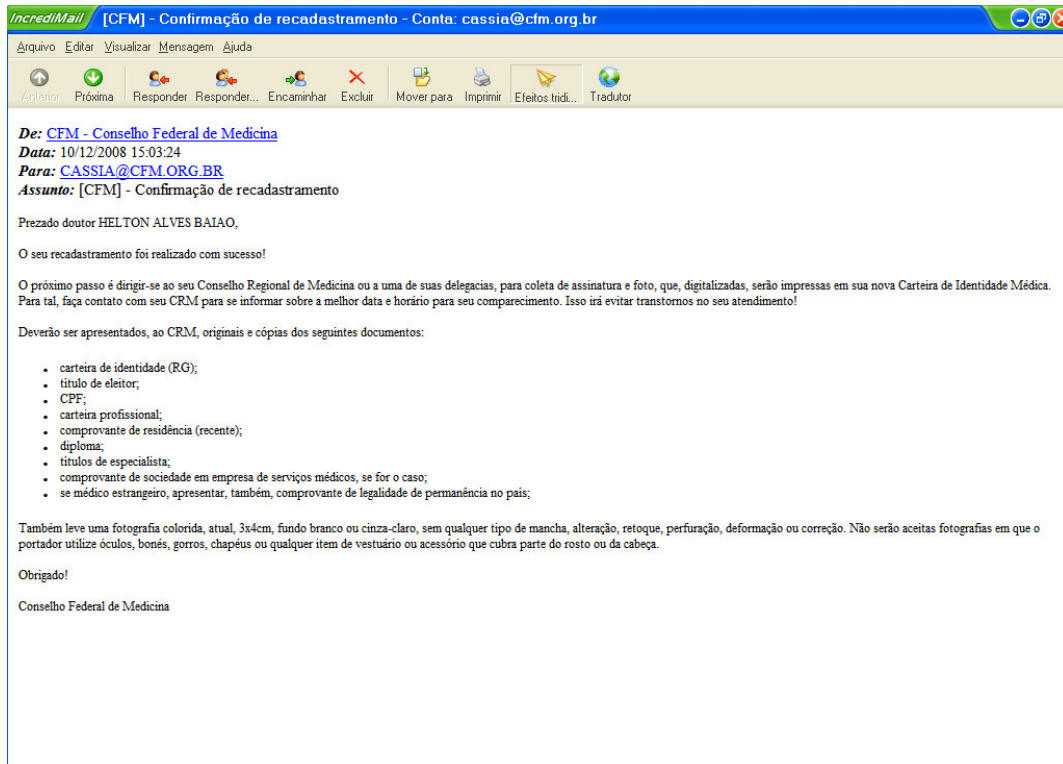 IncrediMail [CFM] - Confirmação de recadastramento - Conta: cassia@cfm.org.br
Arquivo Editar Visualizar Mensagem Ajuda
Anterior Próxima Responder Responder... Encaminhar Excluir Mover para Imprimir Efeitos tridi... Tradutor
De: CFM - Conselho Federal de Medicina
Data: 10/12/2008 15:03:24
Para: CASSIA@CFM.ORG.BR
Assunto: [CFM] - Confirmação de recadastramento
Prezado doutor HELTON ALVES BAIAO,
O seu recadastramento foi realizado com sucesso!
O próximo passo é dirigir-se ao seu Conselho Regional de Medicina ou a uma de suas delegacias, para coleta de assinatura e foto, que, digitalizadas, serão impressas em sua nova Carteira de Identidade Médica.
Para tal, faça contato com seu CRM para se informar sobre a melhor data e horário para seu comparecimento. Isso irá evitar transtornos no seu atendimento!
Deverão ser apresentados, ao CRM, originais e cópias dos seguintes documentos:
• carteira de identidade (RG);
• titulo de eleitor;
• CPF;
• carteira profissional;
• comprovante de residência (recente);
• diploma;
• titulos de especialista;
• comprovante de sociedade em empresa de serviços médicos, se for o caso;
• se médico estrangeiro, apresentar, também, comprovante de legalidade de permanência no país;
Também leve uma fotografia colorida, atual, 3x4cm, fundo branco ou cinza-claro, sem qualquer tipo de mancha, alteração, retoque, perfuração, deformação ou correção. Não serão aceitas fotografias em que o
portador utilize óculos, bonés, gorros, chapéus ou qualquer item de vestuário ou acessório que cubra parte do rosto ou da cabeça.
Obrigado!
Conselho Federal de Medicina